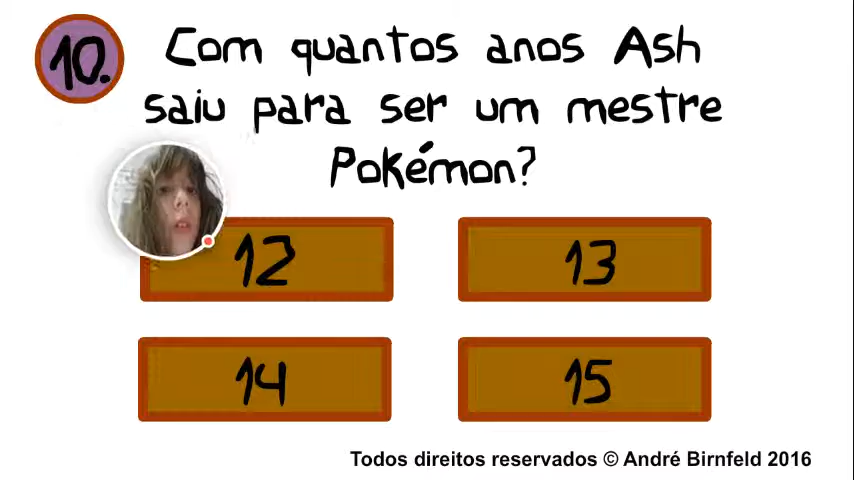 10.
Com quantos anos Ash
saiu para ser um mestre
Pokémon?
12
13
14
15
Todos direitos reservados © André Birnfeld 2016